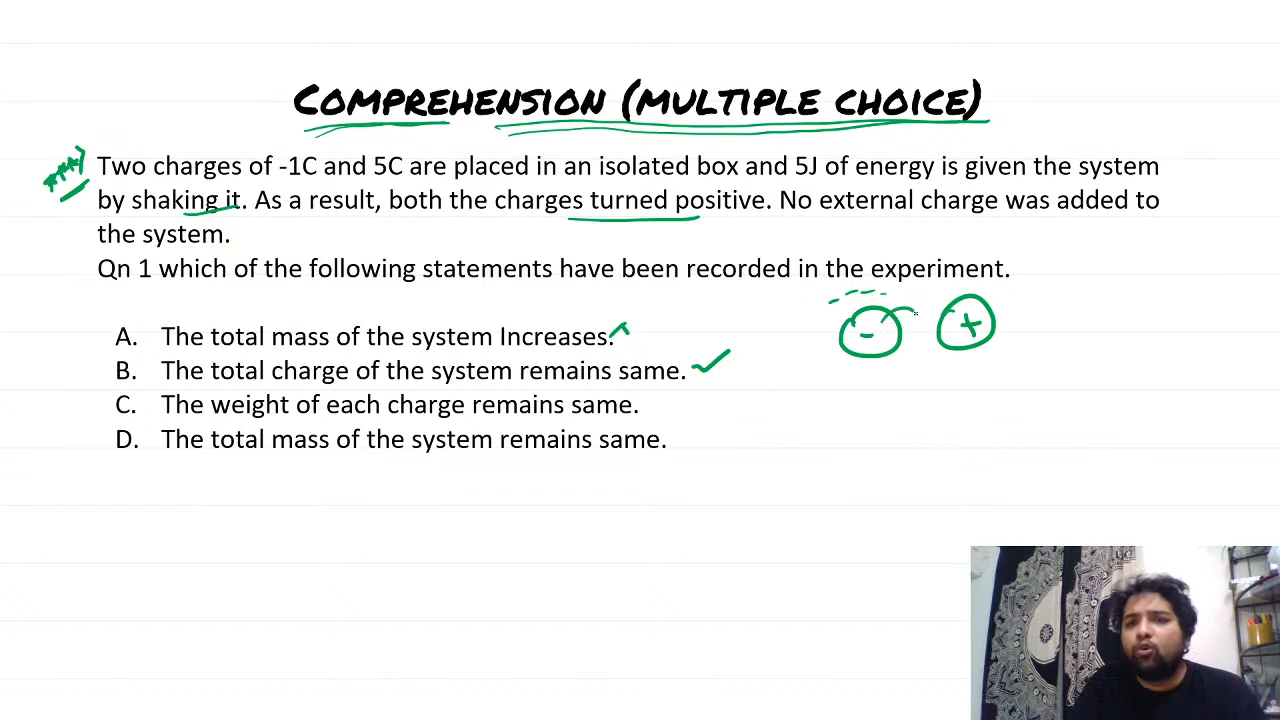 COMPREHENSION (MULTIPLE CHOICE)
Two charges of -1C and 5C are placed in an isolated box and 5J of energy is given the system
by shaking it. As a result, both the charges turned positive. No external charge was added to
the system.
Qn 1 which of the following statements have been recorded in the experiment.
A. The total mass of the system Increases.
B. The total charge of the system remains same.
C. The weight of each charge remains same.
D. The total mass of the system remains same.
- +